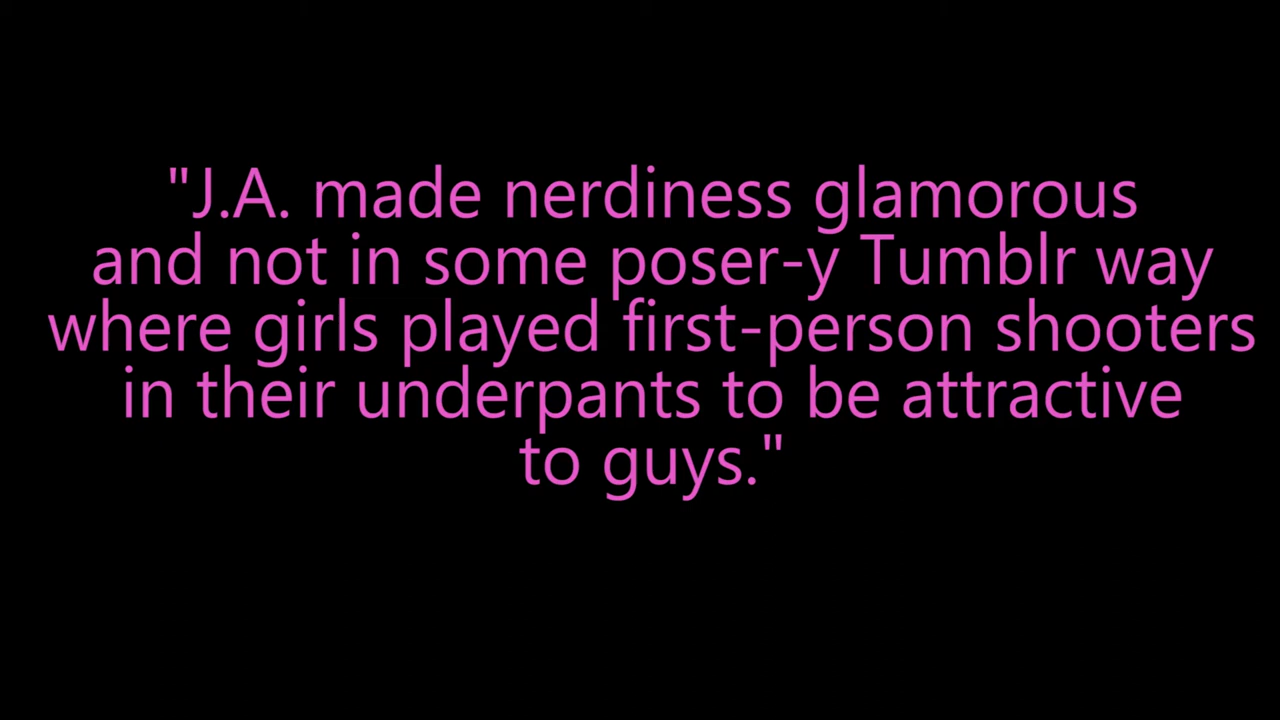 "J.A. made nerdiness glamorous
and not in some poser-y Tumblr way
where girls played first-person shooters
in their underpants to be attractive
to guys."